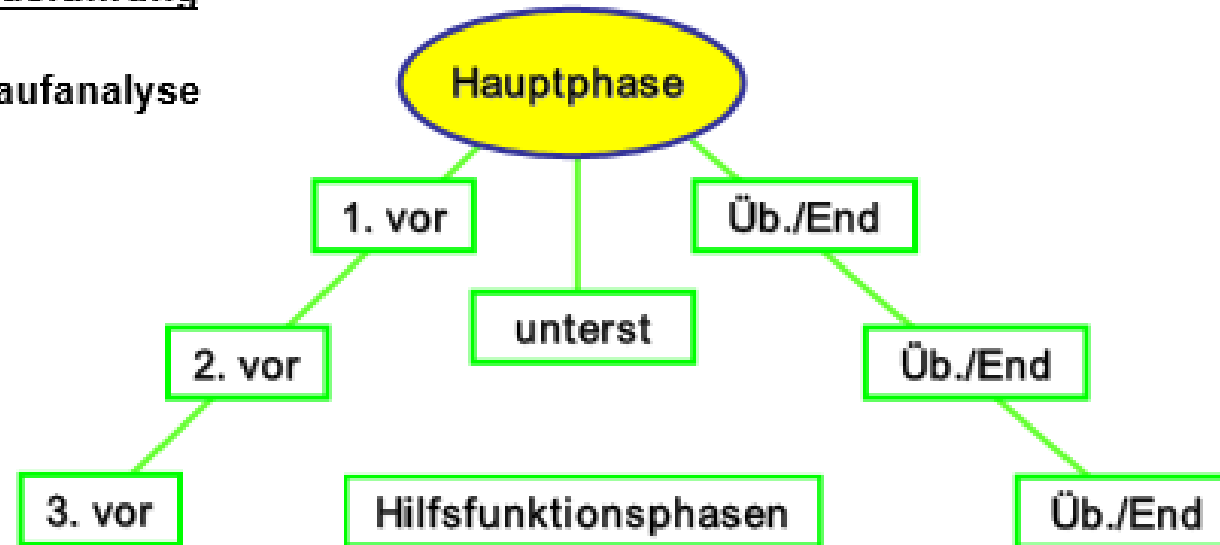 aufanalyse
Hauptphase
1. vor
Üb./End
unterst
2. vor
Üb./End
3. vor
Hilfsfunktionsphasen
Üb./End